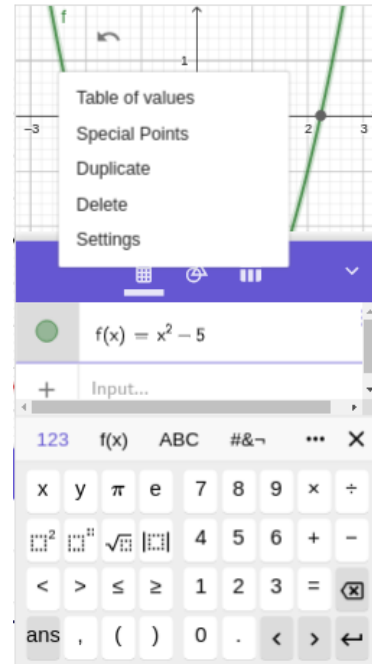 f
1
-3
2
3
Table of values
Special Points
Duplicate
Delete
Settings
f(x) = x² − 5
+ Input...
123 f(x) ABC #&¬ ••• ✕
x y π e 7 8 9 × ÷
□² □^□ √□ |□| 4 5 6 + −
< > ≤ ≥ 1 2 3 = ⌫
ans , ( ) 0 . < > ↵